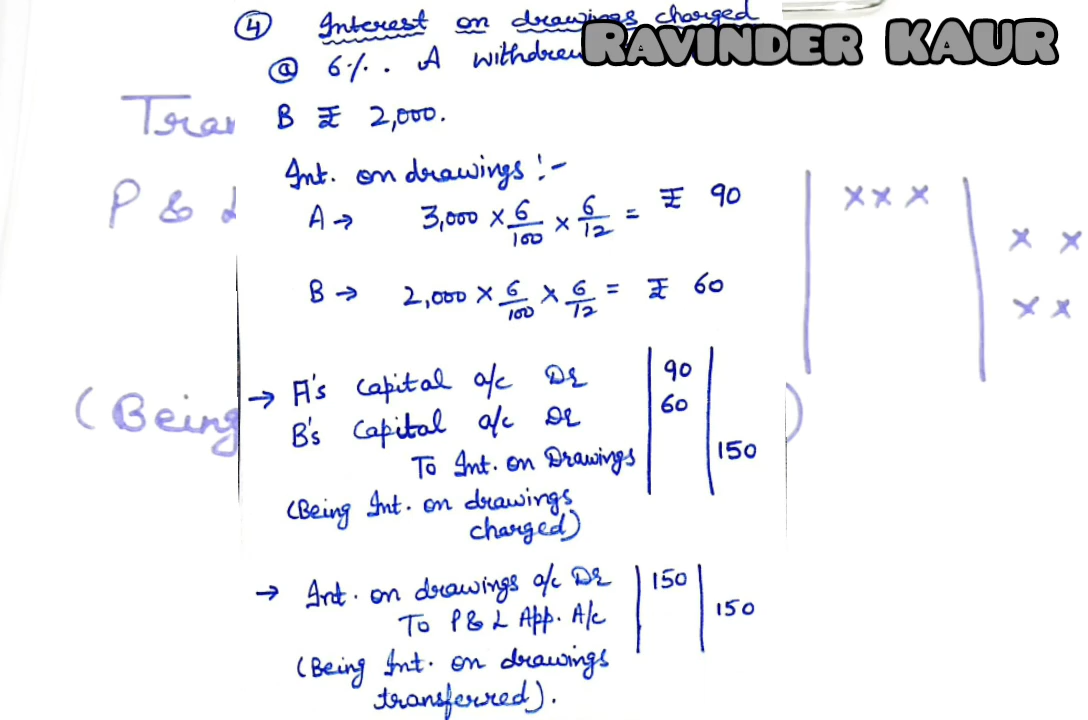 ④ Interest on drawings charged
RAVINDER KAUR
@ 6%. A withdrew
B ₹ 2,000.
Int. on drawings :-
A → 3,000 × 6/100 × 6/12 = ₹ 90
B → 2,000 × 6/100 × 6/12 = ₹ 60
→ A's Capital a/c Dr 90
B's Capital a/c Dr 60
To Int. on Drawings 150
(Being Int. on drawings
charged)
→ Int. on drawings a/c Dr 150
To P & L App. A/c 150
(Being Int. on drawings
transferred).
P &
x x x
x x
x x
(Being
)